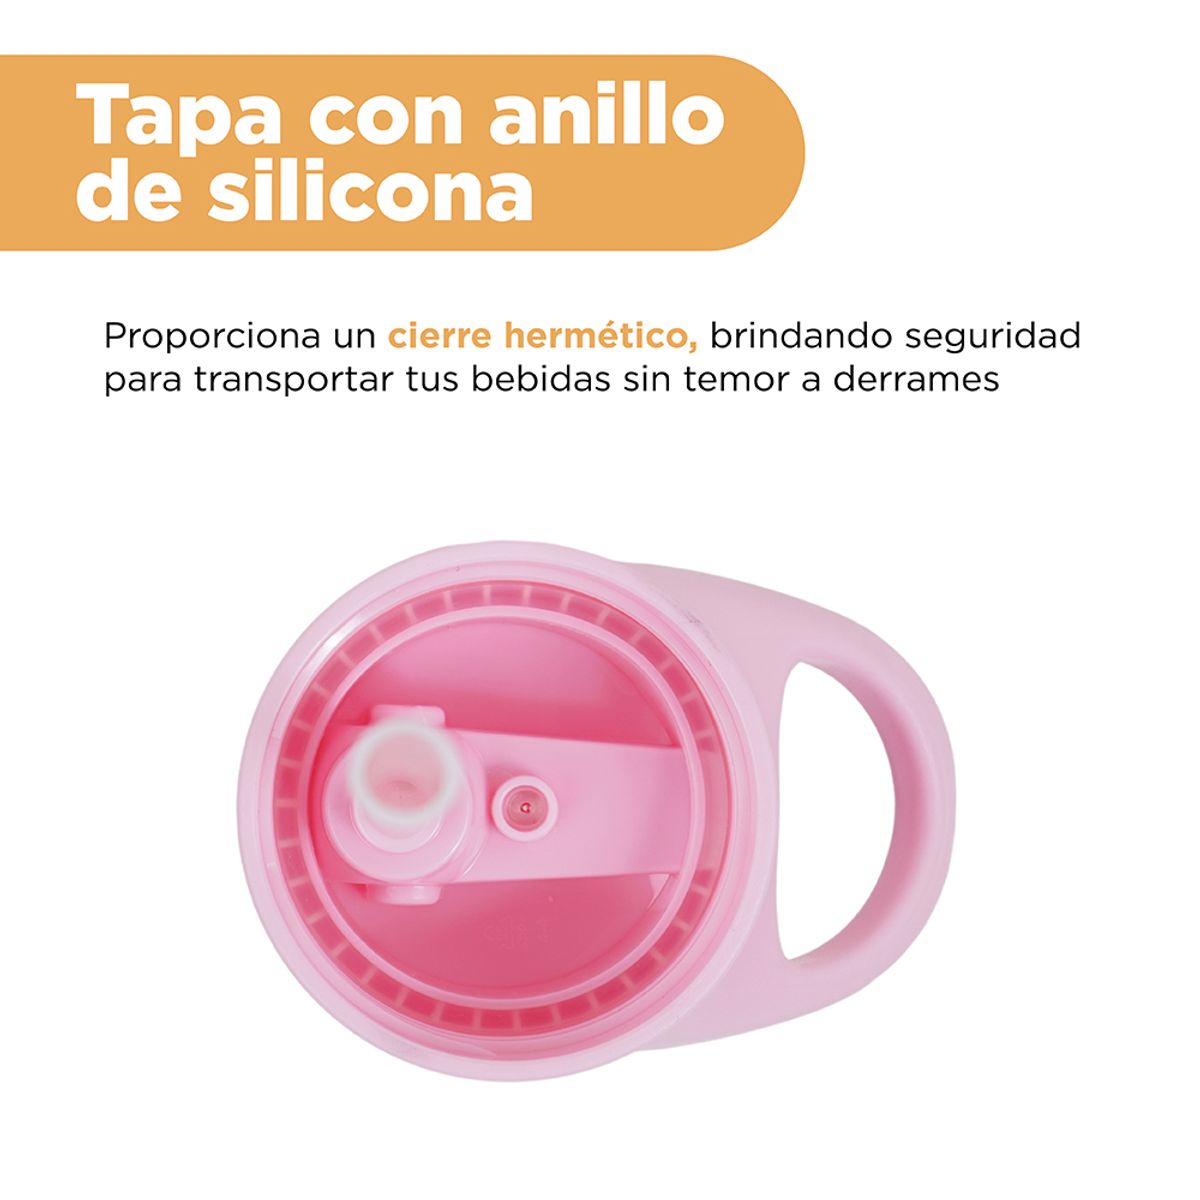 Tapa con anillo
de silicona
Proporciona un cierre hermético, brindando seguridad
para transportar tus bebidas sin temor a derrames